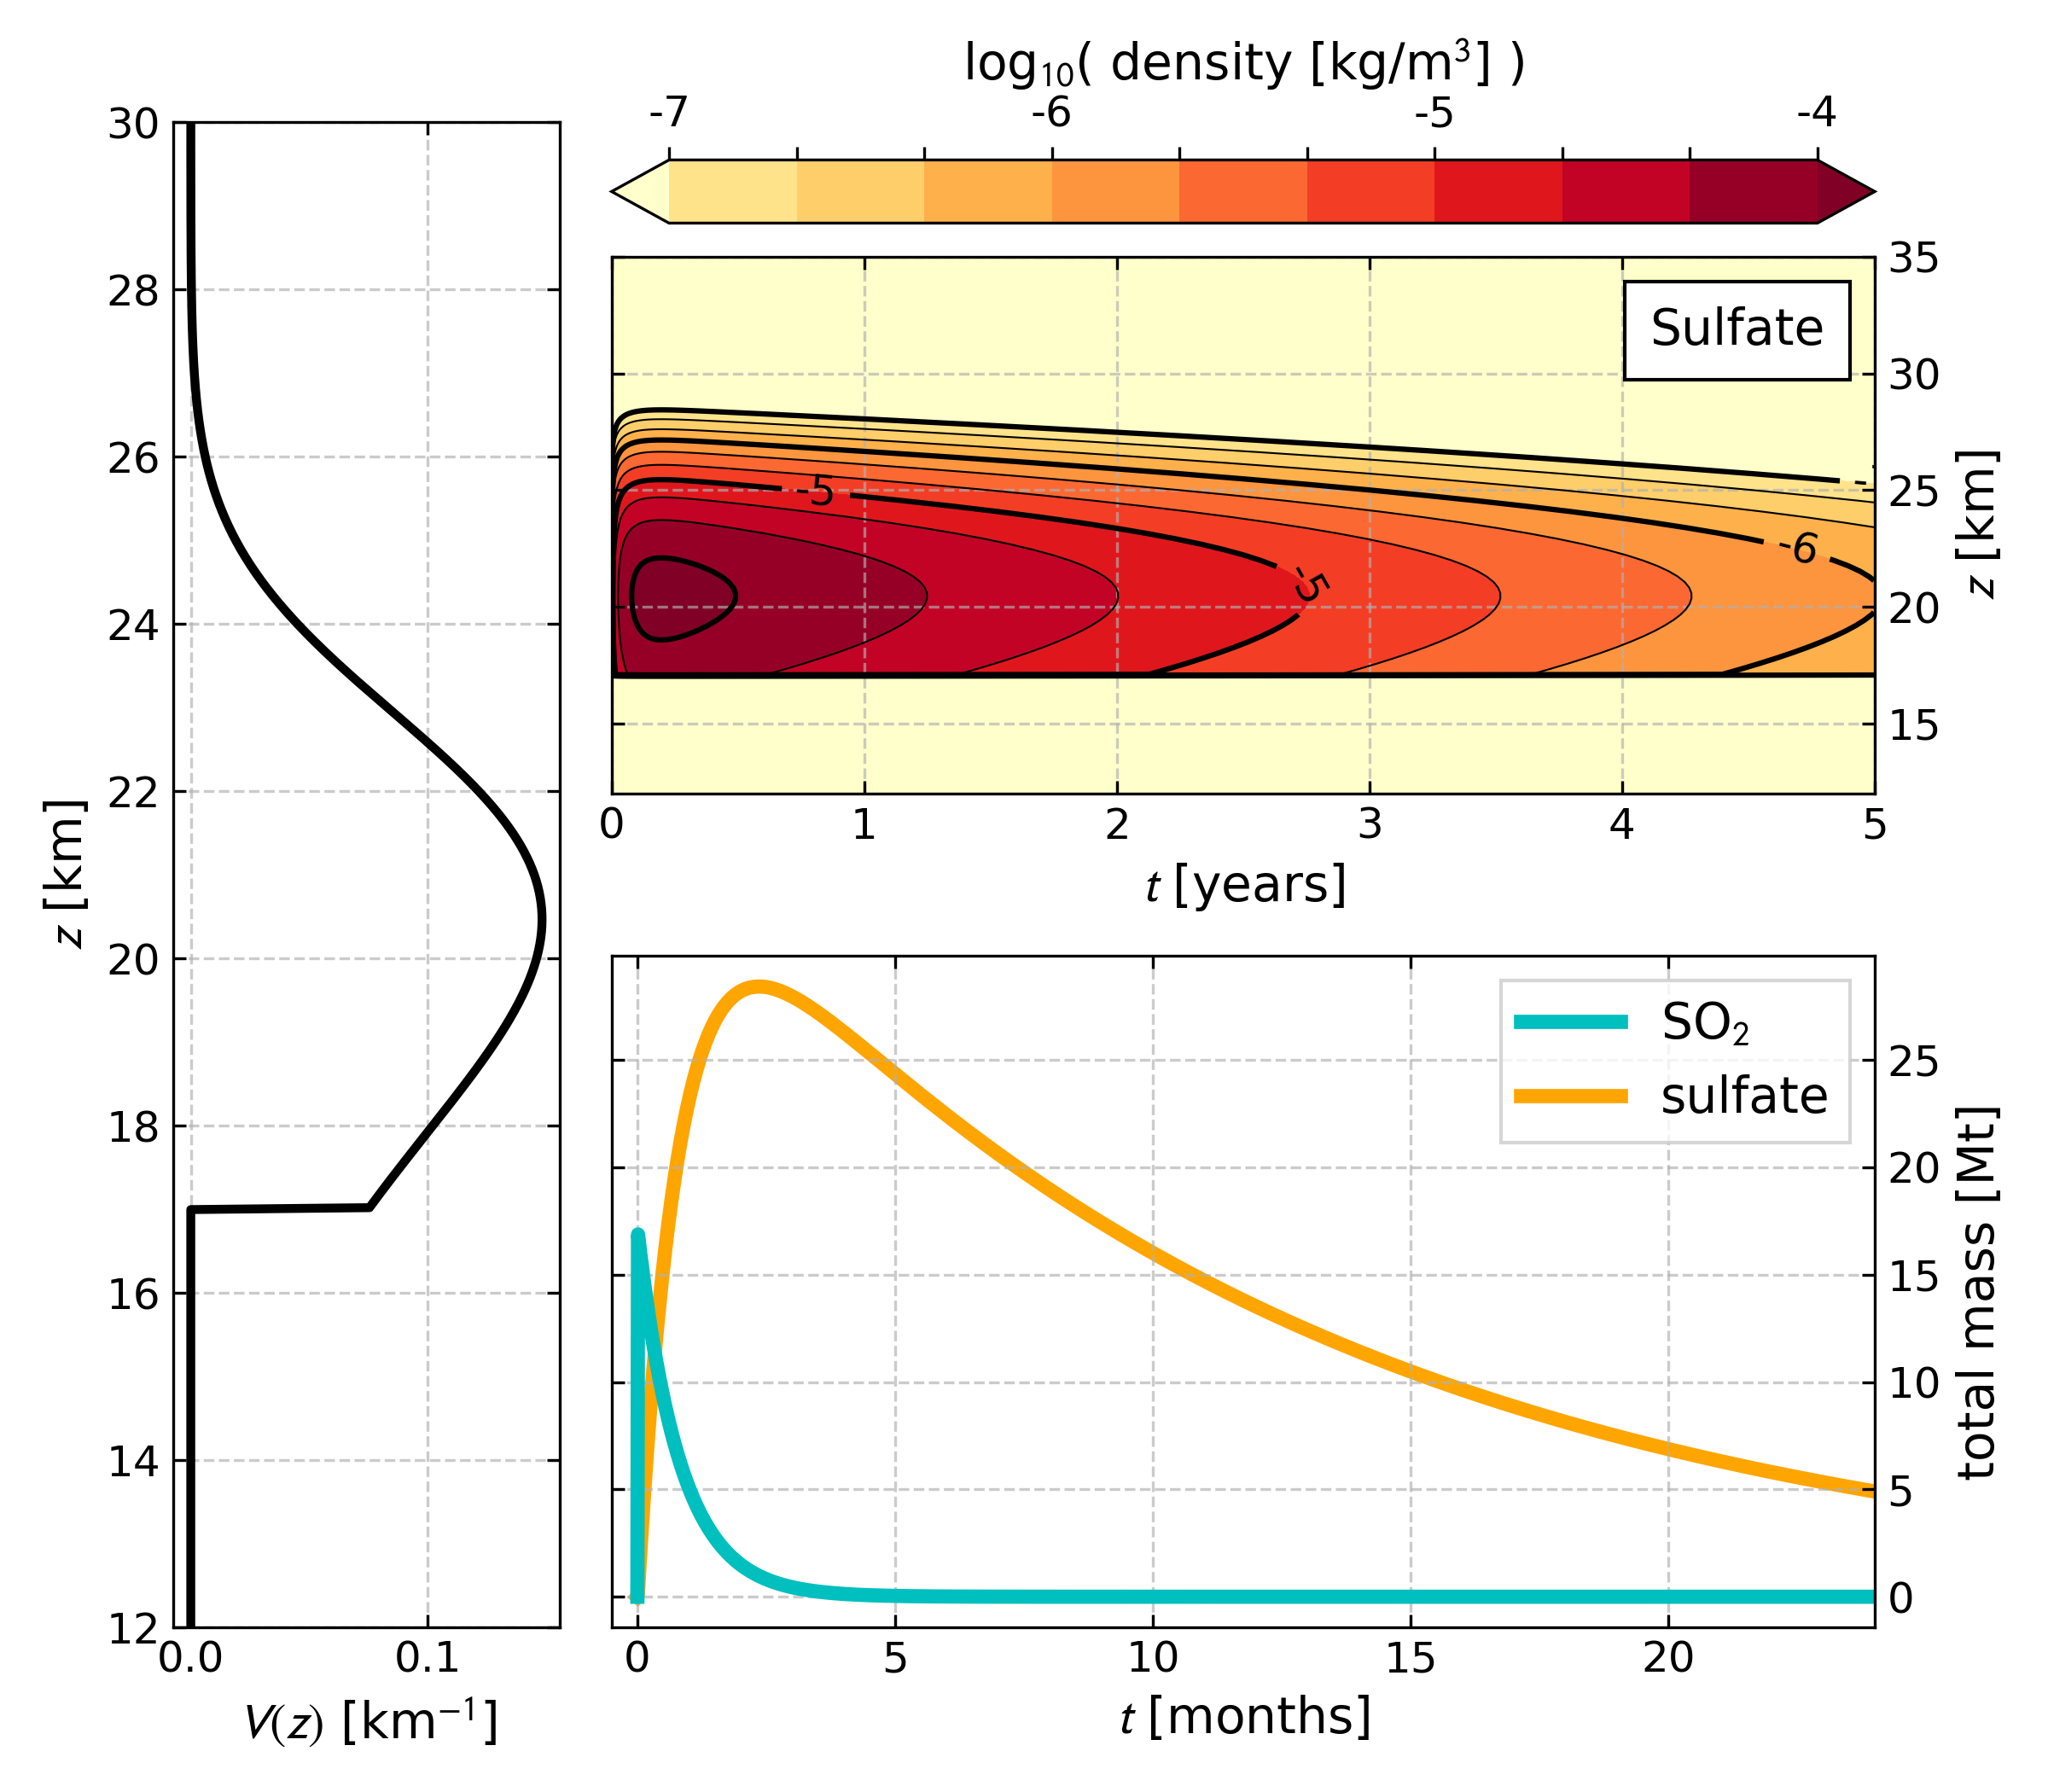 log₁₀( density [kg/m³] )
-7 -6 -5 -4
30
28
26
24
22
20
18
16
14
12
z [km]
0.0 0.1
V(z) [km⁻¹]
Sulfate
-5
-5
-6
35
30
25
20
15
z [km]
0 1 2 3 4 5
t [years]
SO₂
sulfate
25
20
15
10
5
0
total mass [Mt]
0 5 10 15 20
t [months]